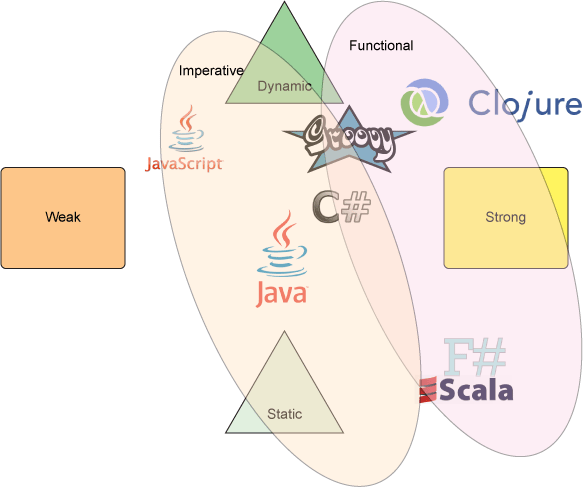 Functional
Imperative
Dynamic
Clojure
JavaScript
Groovy
Weak
C#
Strong
Java
F#
Scala
Static